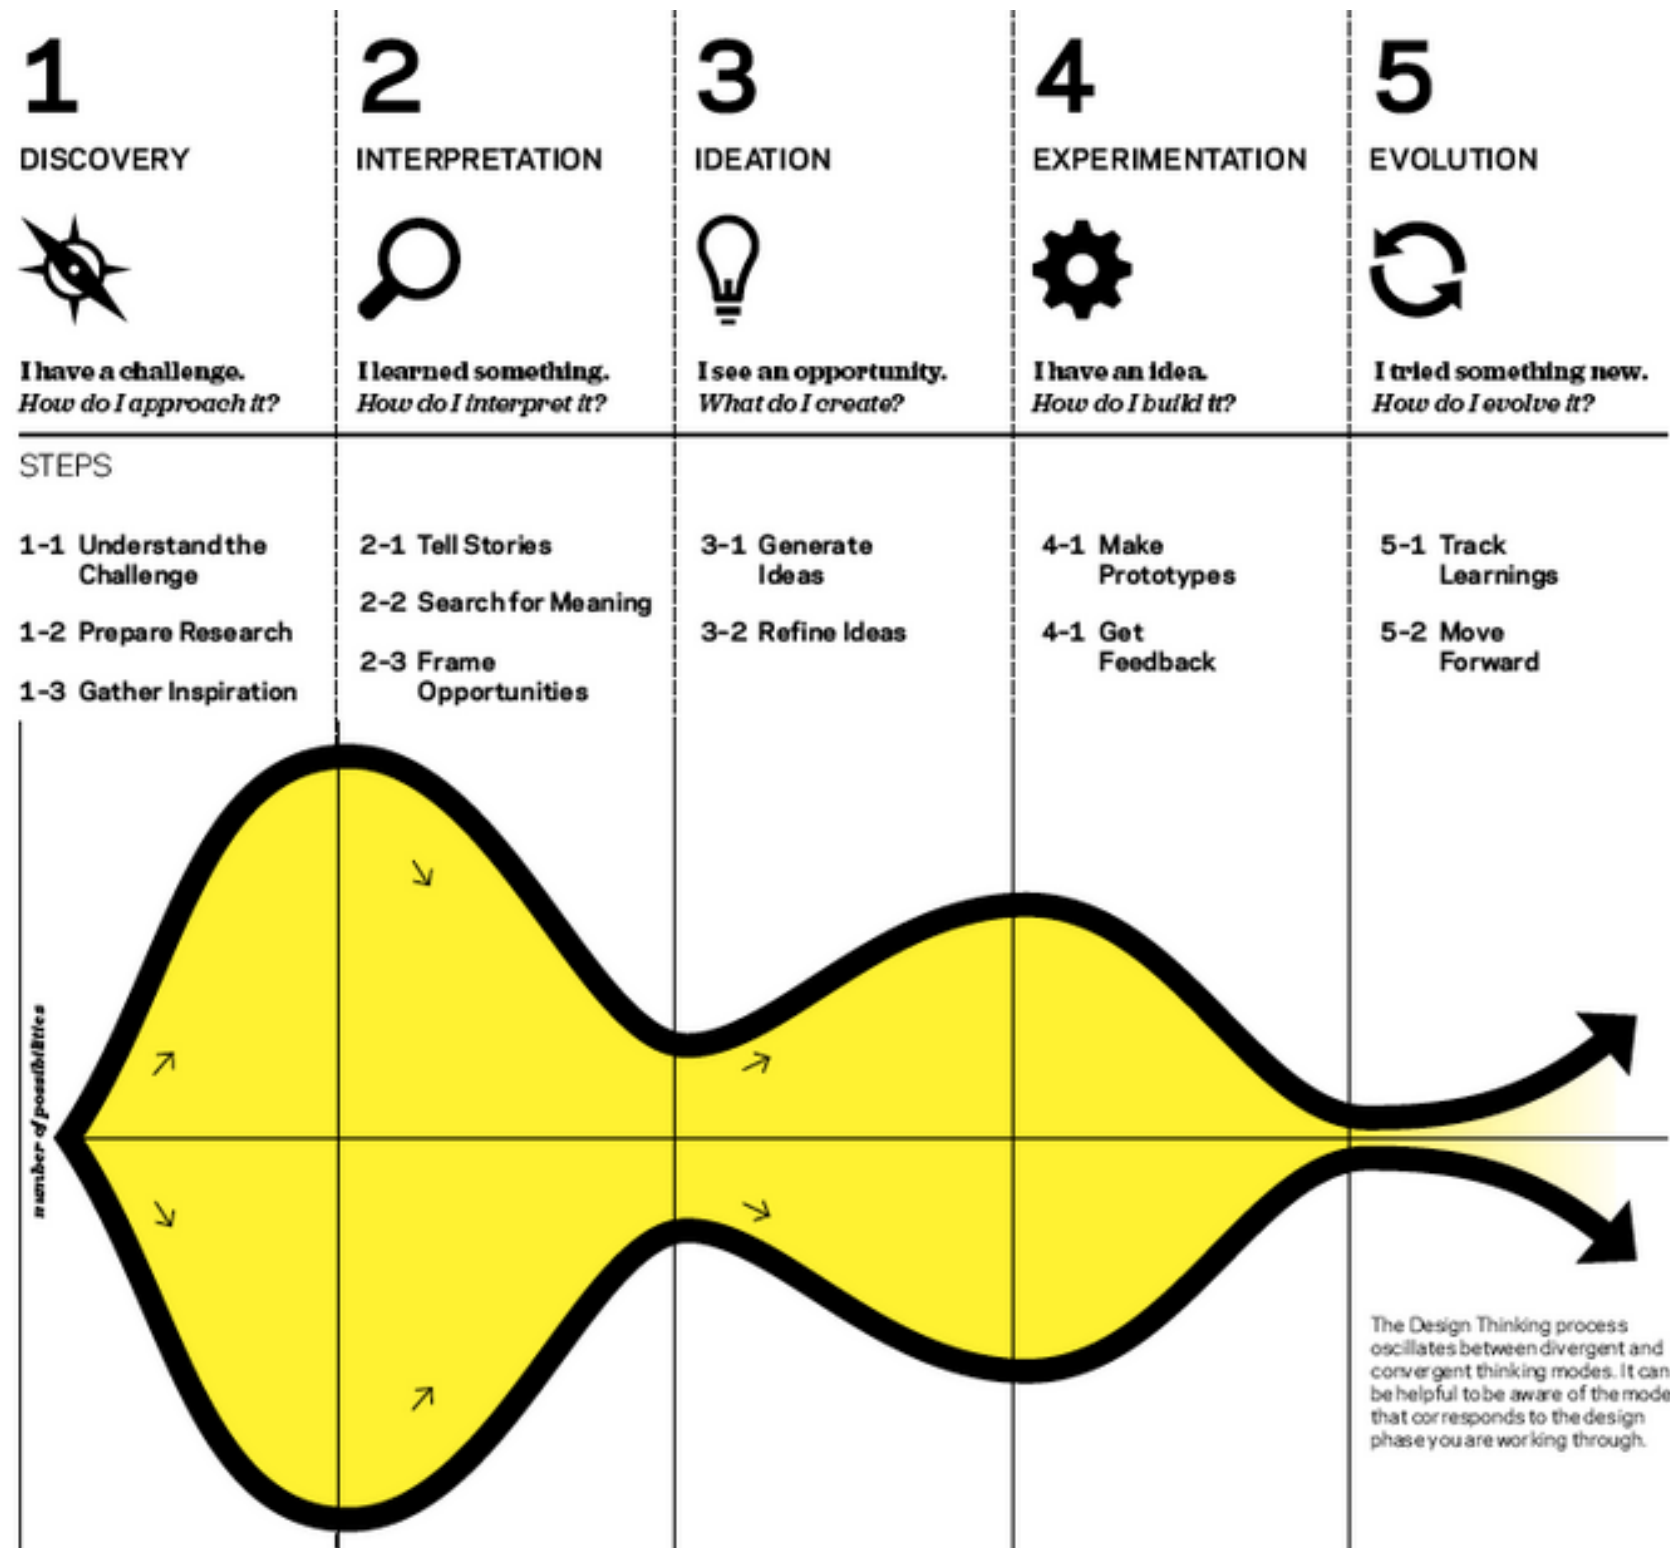 1
DISCOVERY
I have a challenge.
How do I approach it?
2
INTERPRETATION
I learned something.
How do I interpret it?
3
IDEATION
I see an opportunity.
What do I create?
4
EXPERIMENTATION
I have an idea.
How do I build it?
5
EVOLUTION
I tried something new.
How do I evolve it?
STEPS
1-1 Understand the
Challenge
1-2 Prepare Research
1-3 Gather Inspiration
2-1 Tell Stories
2-2 Search for Meaning
2-3 Frame
Opportunities
3-1 Generate
Ideas
3-2 Refine Ideas
4-1 Make
Prototypes
4-1 Get
Feedback
5-1 Track
Learnings
5-2 Move
Forward
number of possibilities
The Design Thinking process
oscillates between divergent and
convergent thinking modes. It can
be helpful to be aware of the mode
that corresponds to the design
phase you are working through.